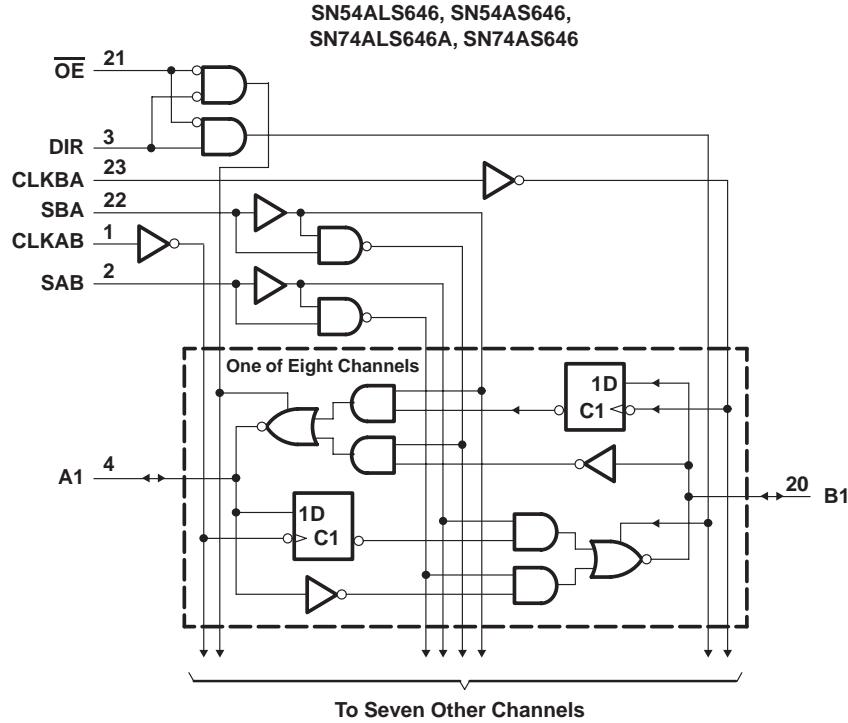 SN54ALS646, SN54AS646,
SN74ALS646A, SN74AS646
OE 21
DIR 3
CLKBA 23
SBA 22
CLKAB 1
SAB 2
One of Eight Channels
1D
C1
A1 4
20 B1
1D
C1
To Seven Other Channels